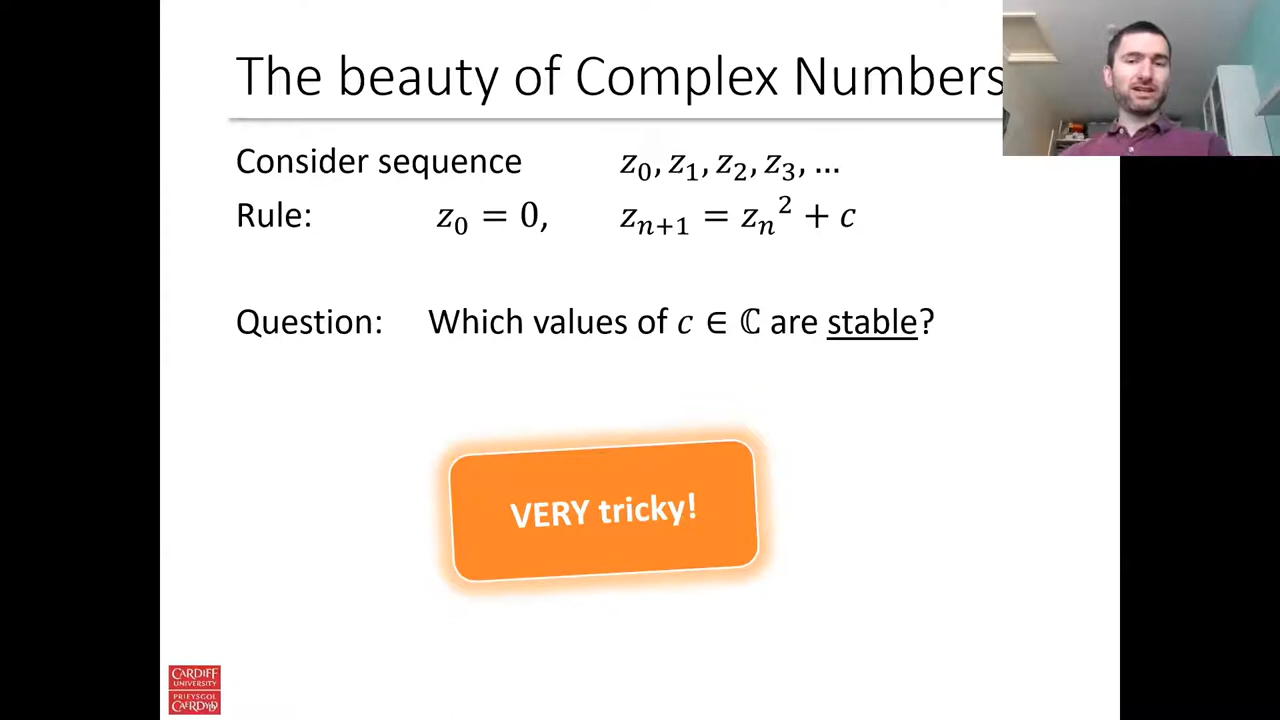 The beauty of Complex Numbers
Consider sequence z₀, z₁, z₂, z₃, ...
Rule: z₀ = 0, zₙ₊₁ = zₙ² + c
Question: Which values of c ∈ ℂ are stable?
VERY tricky!
CARDIFF
UNIVERSITY
PRIFYSGOL
CAERDYDD